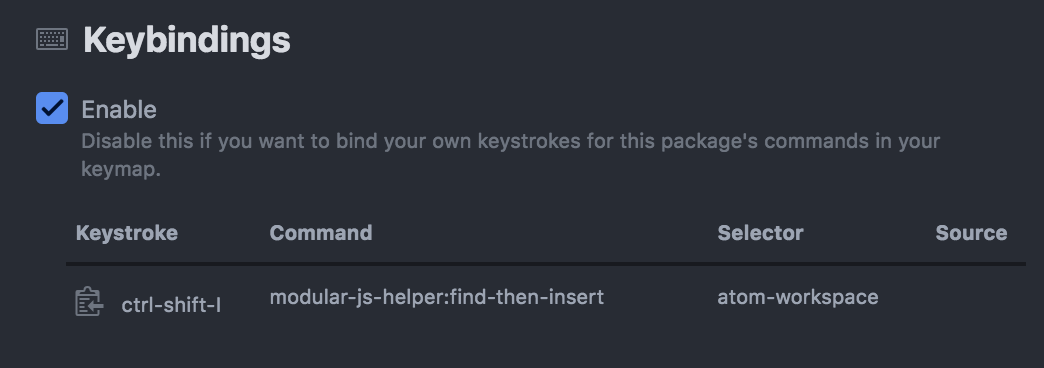 Keybindings
Enable
Disable this if you want to bind your own keystrokes for this package's commands in your
keymap.
Keystroke Command Selector Source
ctrl-shift-I modular-js-helper:find-then-insert atom-workspace